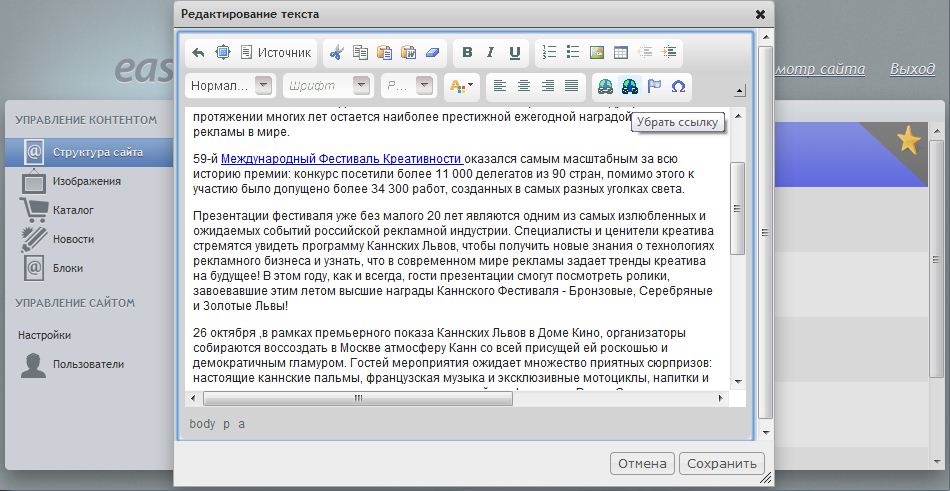 Редактирование текста
Источник
Нормал...
Шрифт
Р...
Убрать ссылку
eas
мотр сайта
Выход
УПРАВЛЕНИЕ КОНТЕНТОМ
Структура сайта
Изображения
Каталог
Новости
Блоки
УПРАВЛЕНИЕ САЙТОМ
Настройки
Пользователи
протяжении многих лет остается наиболее престижной ежегодной наградой
рекламы в мире.
59-й Международный Фестиваль Креативности оказался самым масштабным за всю
историю премии: конкурс посетили более 11 000 делегатов из 90 стран, помимо этого к
участию было допущено более 34 300 работ, созданных в самых разных уголках света.
Презентации фестиваля уже без малого 20 лет являются одним из самых излюбленных и
ожидаемых событий российской рекламной индустрии. Специалисты и ценители креатива
стремятся увидеть программу Каннских Львов, чтобы получить новые знания о технологиях
рекламного бизнеса и узнать, что в современном мире рекламы задает тренды креатива
на будущее! В этом году, как и всегда, гости презентации смогут посмотреть ролики,
завоевавшие этим летом высшие награды Каннского Фестиваля - Бронзовые, Серебряные
и Золотые Львы!
26 октября ,в рамках премьерного показа Каннских Львов в Доме Кино, организаторы
собираются воссоздать в Москве атмосферу Канн со всей присущей ей роскошью и
демократичным гламуром. Гостей мероприятия ожидает множество приятных сюрпризов:
настоящие каннские пальмы, французская музыка и эксклюзивные мотоциклы, напитки и
body p a
Отмена
Сохранить